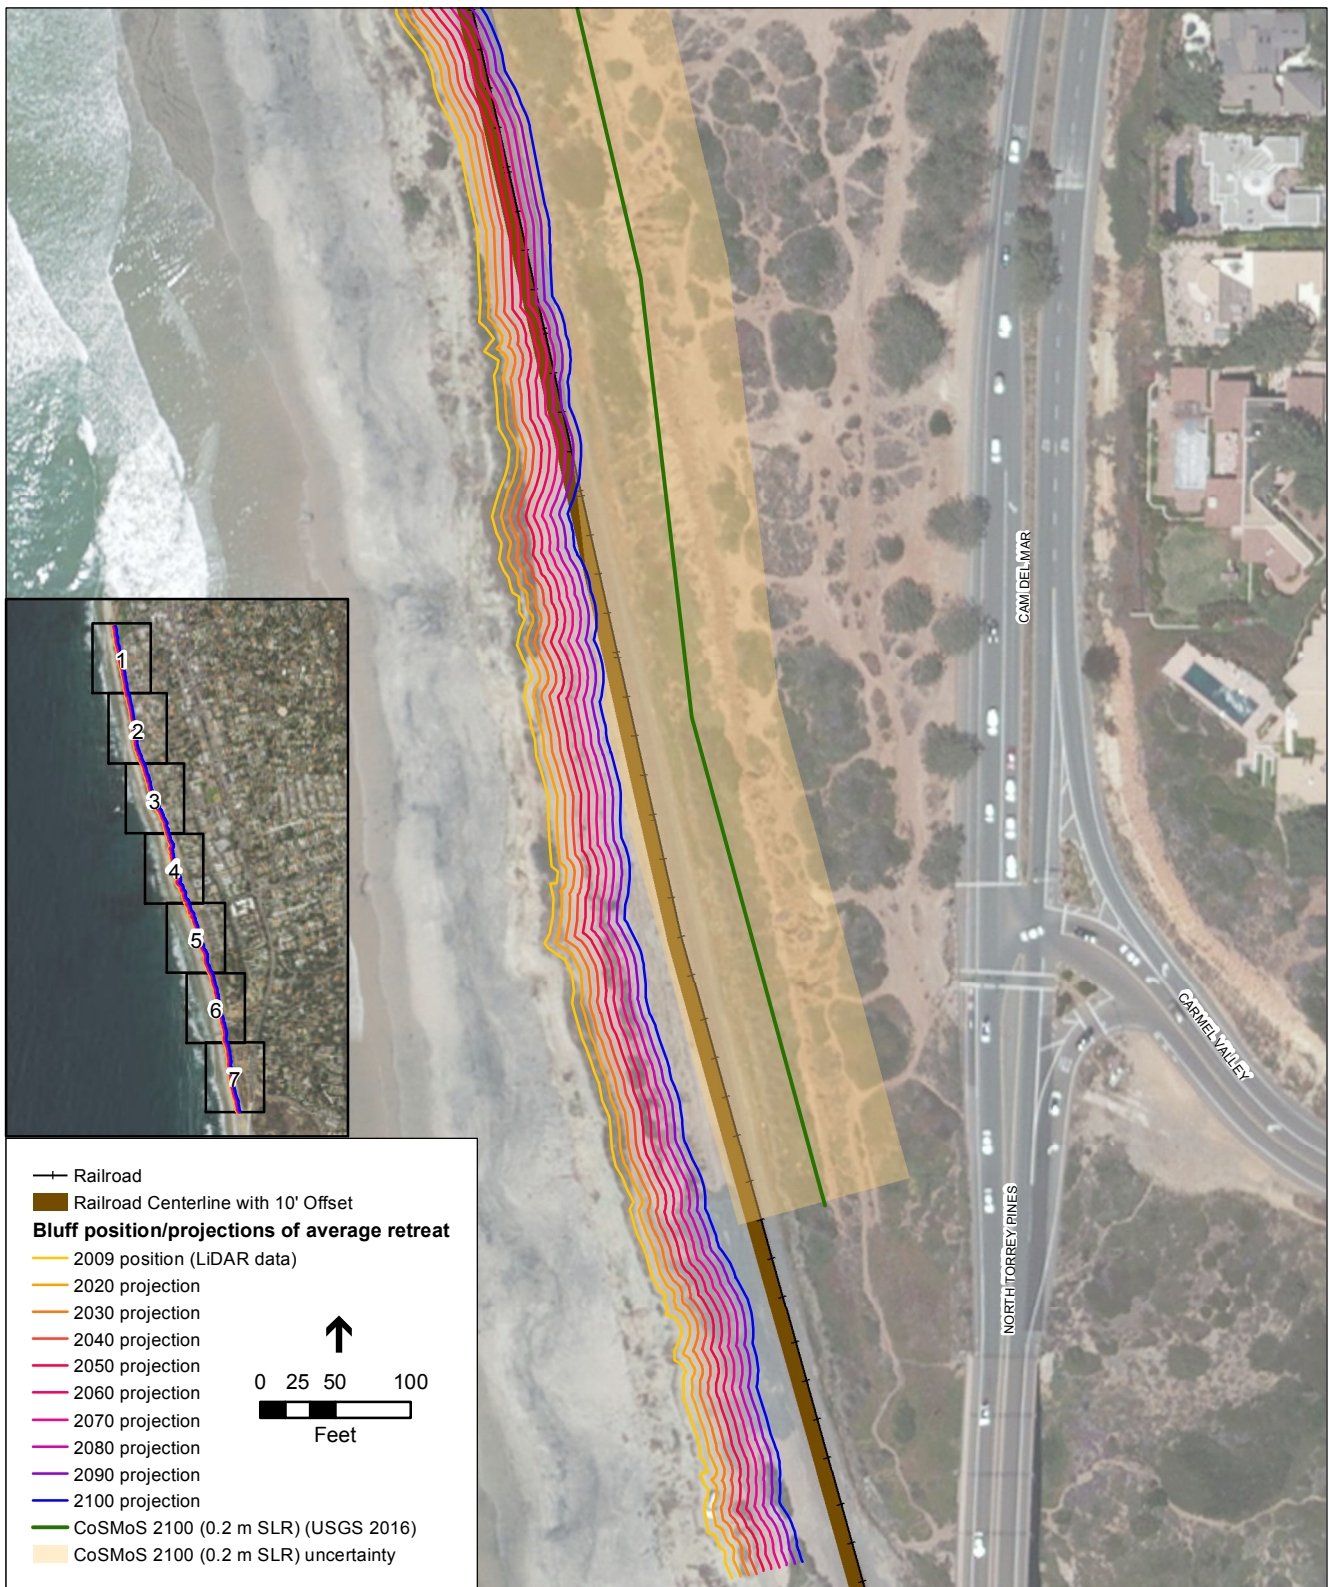 CAM DEL MAR
CARMEL VALLEY
NORTH TORREY PINES
1
2
3
4
5
6
7
Railroad
Railroad Centerline with 10' Offset
Bluff position/projections of average retreat
2009 position (LiDAR data)
2020 projection
2030 projection
2040 projection
2050 projection
2060 projection
2070 projection
2080 projection
2090 projection
2100 projection
CoSMoS 2100 (0.2 m SLR) (USGS 2016)
CoSMoS 2100 (0.2 m SLR) uncertainty
0 25 50 100
Feet